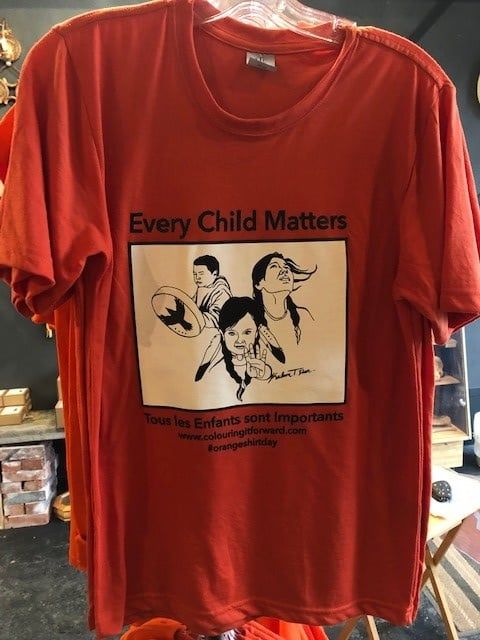 Every Child Matters
Tous les Enfants sont Importants
www.colouringitforward.com
#orangeshirtday